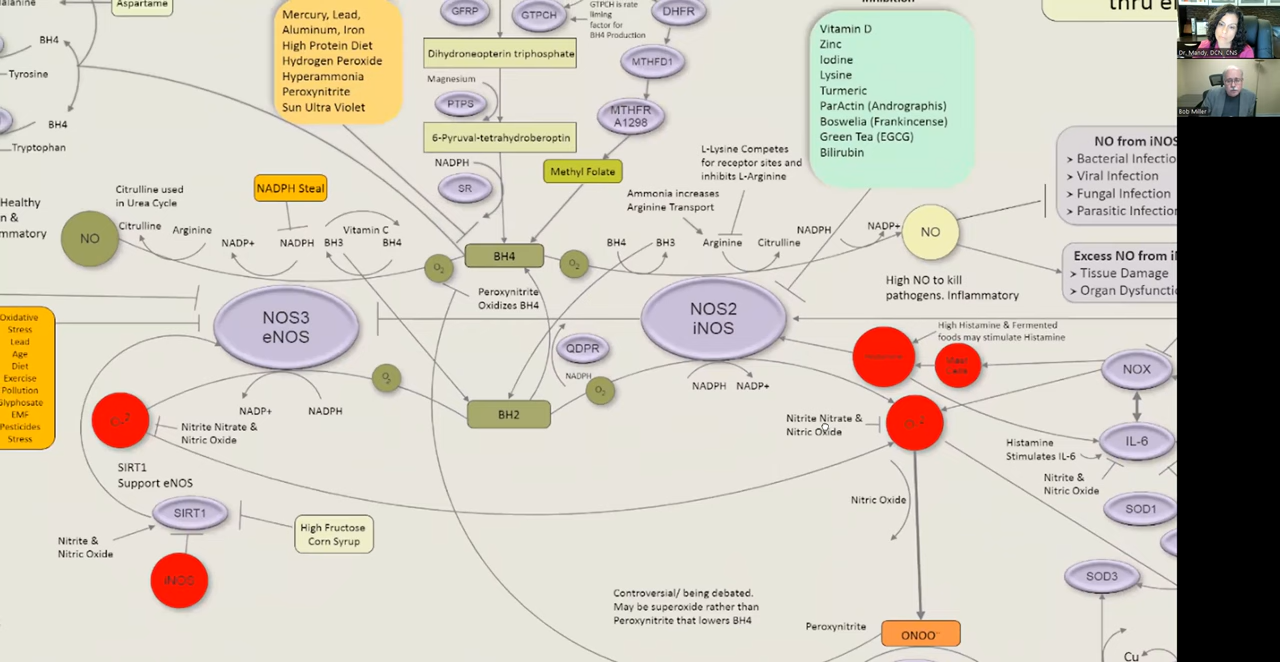 thru e
Aspartame
BH4
Tyrosine
BH4
Tryptophan
Mercury, Lead,
Aluminum, Iron
High Protein Diet
Hydrogen Peroxide
Hyperammonia
Peroxynitrite
Sun Ultra Violet
GFRP
GTPCH
GTPCH is rate
liming
factor for
BH4 Production
DHFR
Dihydroneopterin triphosphate
MTHFD1
Magnesium
PTPS
MTHFR
A1298
6-Pyruval-tetrahydroberoptin
NADPH
SR
Methyl Folate
Vitamin D
Zinc
Iodine
Lysine
Turmeric
ParActin (Andrographis)
Boswelia (Frankincense)
Green Tea (EGCG)
Bilirubin
Dr. Mandy, DCN, CNS
Bob Miller
L-Lysine Competes
for receptor sites and
inhibits L-Arginine
Ammonia increases
Arginine Transport
NO from iNOS
➤ Bacterial Infectio
➤ Viral Infection
➤ Fungal Infection
➤ Parasitic Infection
Healthy
n &
mmatory
Citrulline used
in Urea Cycle
NADPH Steal
NO
Citrulline
Arginine
NADP+
NADPH
BH3
Vitamin C
BH4
BH4
O2
O2
BH4
BH3
Arginine
Citrulline
NADPH
NADP+
NO
High NO to kill
pathogens. Inflammatory
Excess NO from i
➤ Tissue Damage
➤ Organ Dysfuncti
Peroxynitrite
Oxidizes BH4
NOS3
eNOS
NOS2
iNOS
QDPR
NADPH
O2
O2
BH2
NADP+
NADPH
NADPH
NADP+
High Histamine & Fermented
foods may stimulate Histamine
NOX
IL-6
Histamine
Stimulates IL-6
Nitrite &
Nitric Oxide
SOD1
SOD3
Cu
Oxidative
Stress
Lead
Age
Diet
Exercise
Pollution
Glyphosate
EMF
Pesticides
Stress
Nitrite Nitrate &
Nitric Oxide
Nitrite Nitrate &
Nitric Oxide
SIRT1
Support eNOS
SIRT1
High Fructose
Corn Syrup
Nitrite &
Nitric Oxide
iNOS
Nitric Oxide
Controversial/ being debated.
May be superoxide rather than
Peroxynitrite that lowers BH4
Peroxynitrite
ONOO⁻